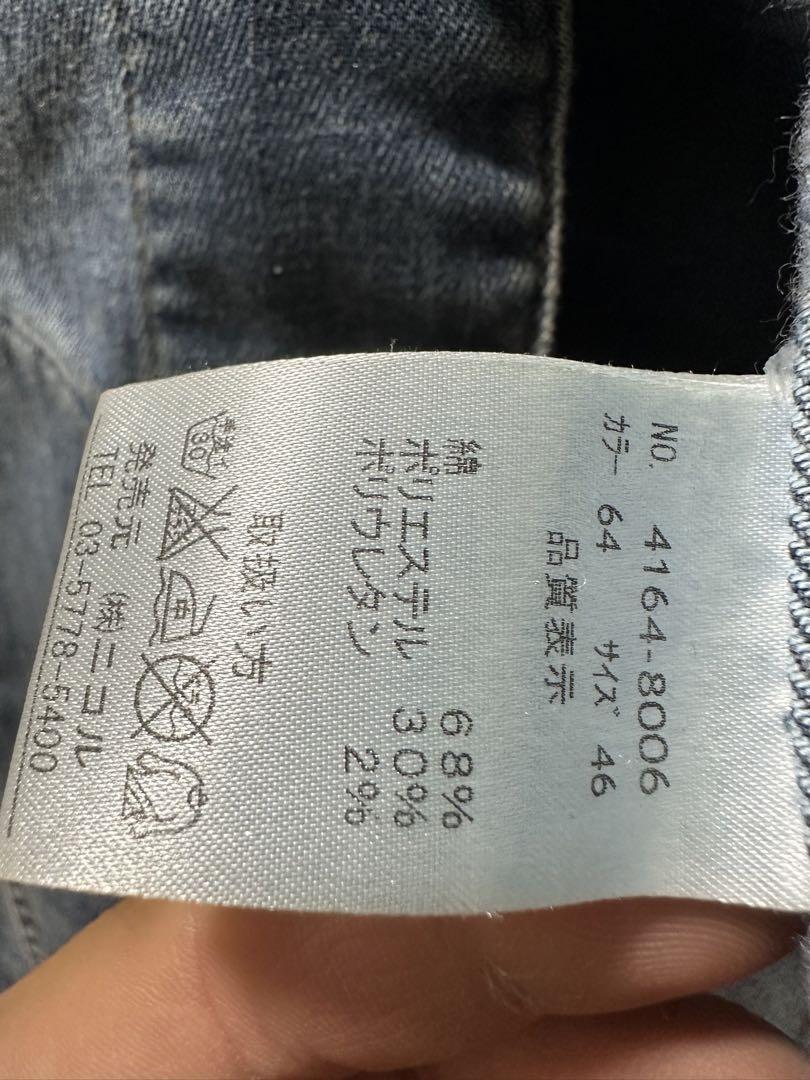 NO. 4164-8006
カラー 64 サイズ 46
品質表示
綿 68%
ポリエステル 30%
ポリウレタン 2%
取扱い方
30
発売元 ㈱ニコル
TEL 03-5778-5400